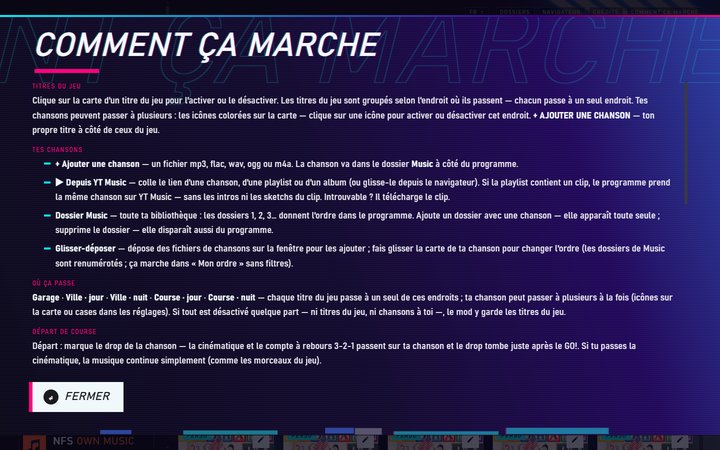 FR
DOSSIERS
NAVIGATEUR
CRÉDITS
COMMENT ÇA MARCHE
COMMENT ÇA MARCHE
TITRES DU JEU
Clique sur la carte d'un titre du jeu pour l'activer ou le désactiver. Les titres du jeu sont groupés selon l'endroit où ils passent — chacun passe à un seul endroit. Tes
chansons peuvent passer à plusieurs : les icônes colorées sur la carte — clique sur une icône pour activer ou désactiver cet endroit. + AJOUTER UNE CHANSON — ton
propre titre à côté de ceux du jeu.
TES CHANSONS
+ Ajouter une chanson — un fichier mp3, flac, wav, ogg ou m4a. La chanson va dans le dossier Music à côté du programme.
▶ Depuis YT Music — colle le lien d'une chanson, d'une playlist ou d'un album (ou glisse-le depuis le navigateur). Si la playlist contient un clip, le programme prend
la même chanson sur YT Music — sans les intros ni les sketchs du clip. Introuvable ? Il télécharge le clip.
Dossier Music — toute ta bibliothèque : les dossiers 1, 2, 3... donnent l'ordre dans le programme. Ajoute un dossier avec une chanson — elle apparaît toute seule ;
supprime le dossier — elle disparaît aussi du programme.
Glisser-déposer — dépose des fichiers de chansons sur la fenêtre pour les ajouter ; fais glisser la carte de ta chanson pour changer l'ordre (les dossiers de Music
sont renumérotés ; ça marche dans « Mon ordre » sans filtres).
OÙ ÇA PASSE
Garage · Ville · jour · Ville · nuit · Course · jour · Course · nuit — chaque titre du jeu passe à un seul de ces endroits ; ta chanson peut passer à plusieurs à la fois (icônes sur
la carte ou cases dans les réglages). Si tout est désactivé quelque part — ni titres du jeu, ni chansons à toi —, le mod y garde les titres du jeu.
DÉPART DE COURSE
Départ : marque le drop de la chanson — la cinématique et le compte à rebours 3-2-1 passent sur ta chanson et le drop tombe juste après le GO!. Si tu passes la
cinématique, la musique continue simplement (comme les morceaux du jeu).
FERMER
NFS OWN MUSIC